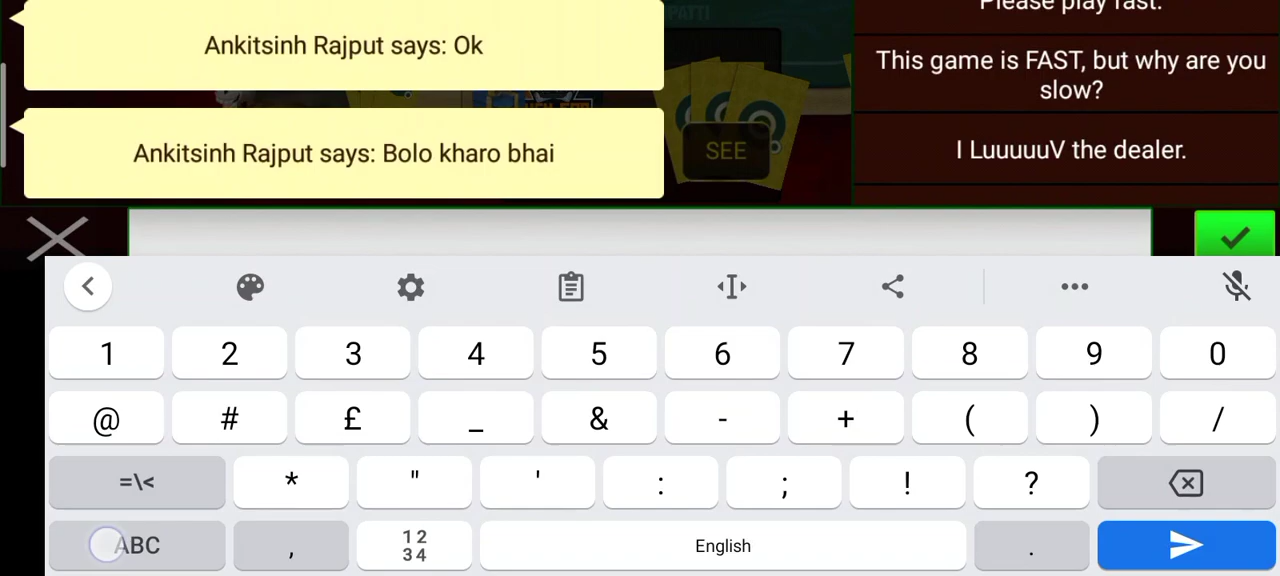 PATTI
Ankitsinh Rajput says: Ok
Ankitsinh Rajput says: Bolo kharo bhai
SEE
Please play fast.
This game is FAST, but why are you
slow?
I LuuuuuV the dealer.
1 2 3 4 5 6 7 8 9 0
@ # £ _ & - + ( ) /
=\< * " ' : ; ! ?
ABC , 12 34 English .